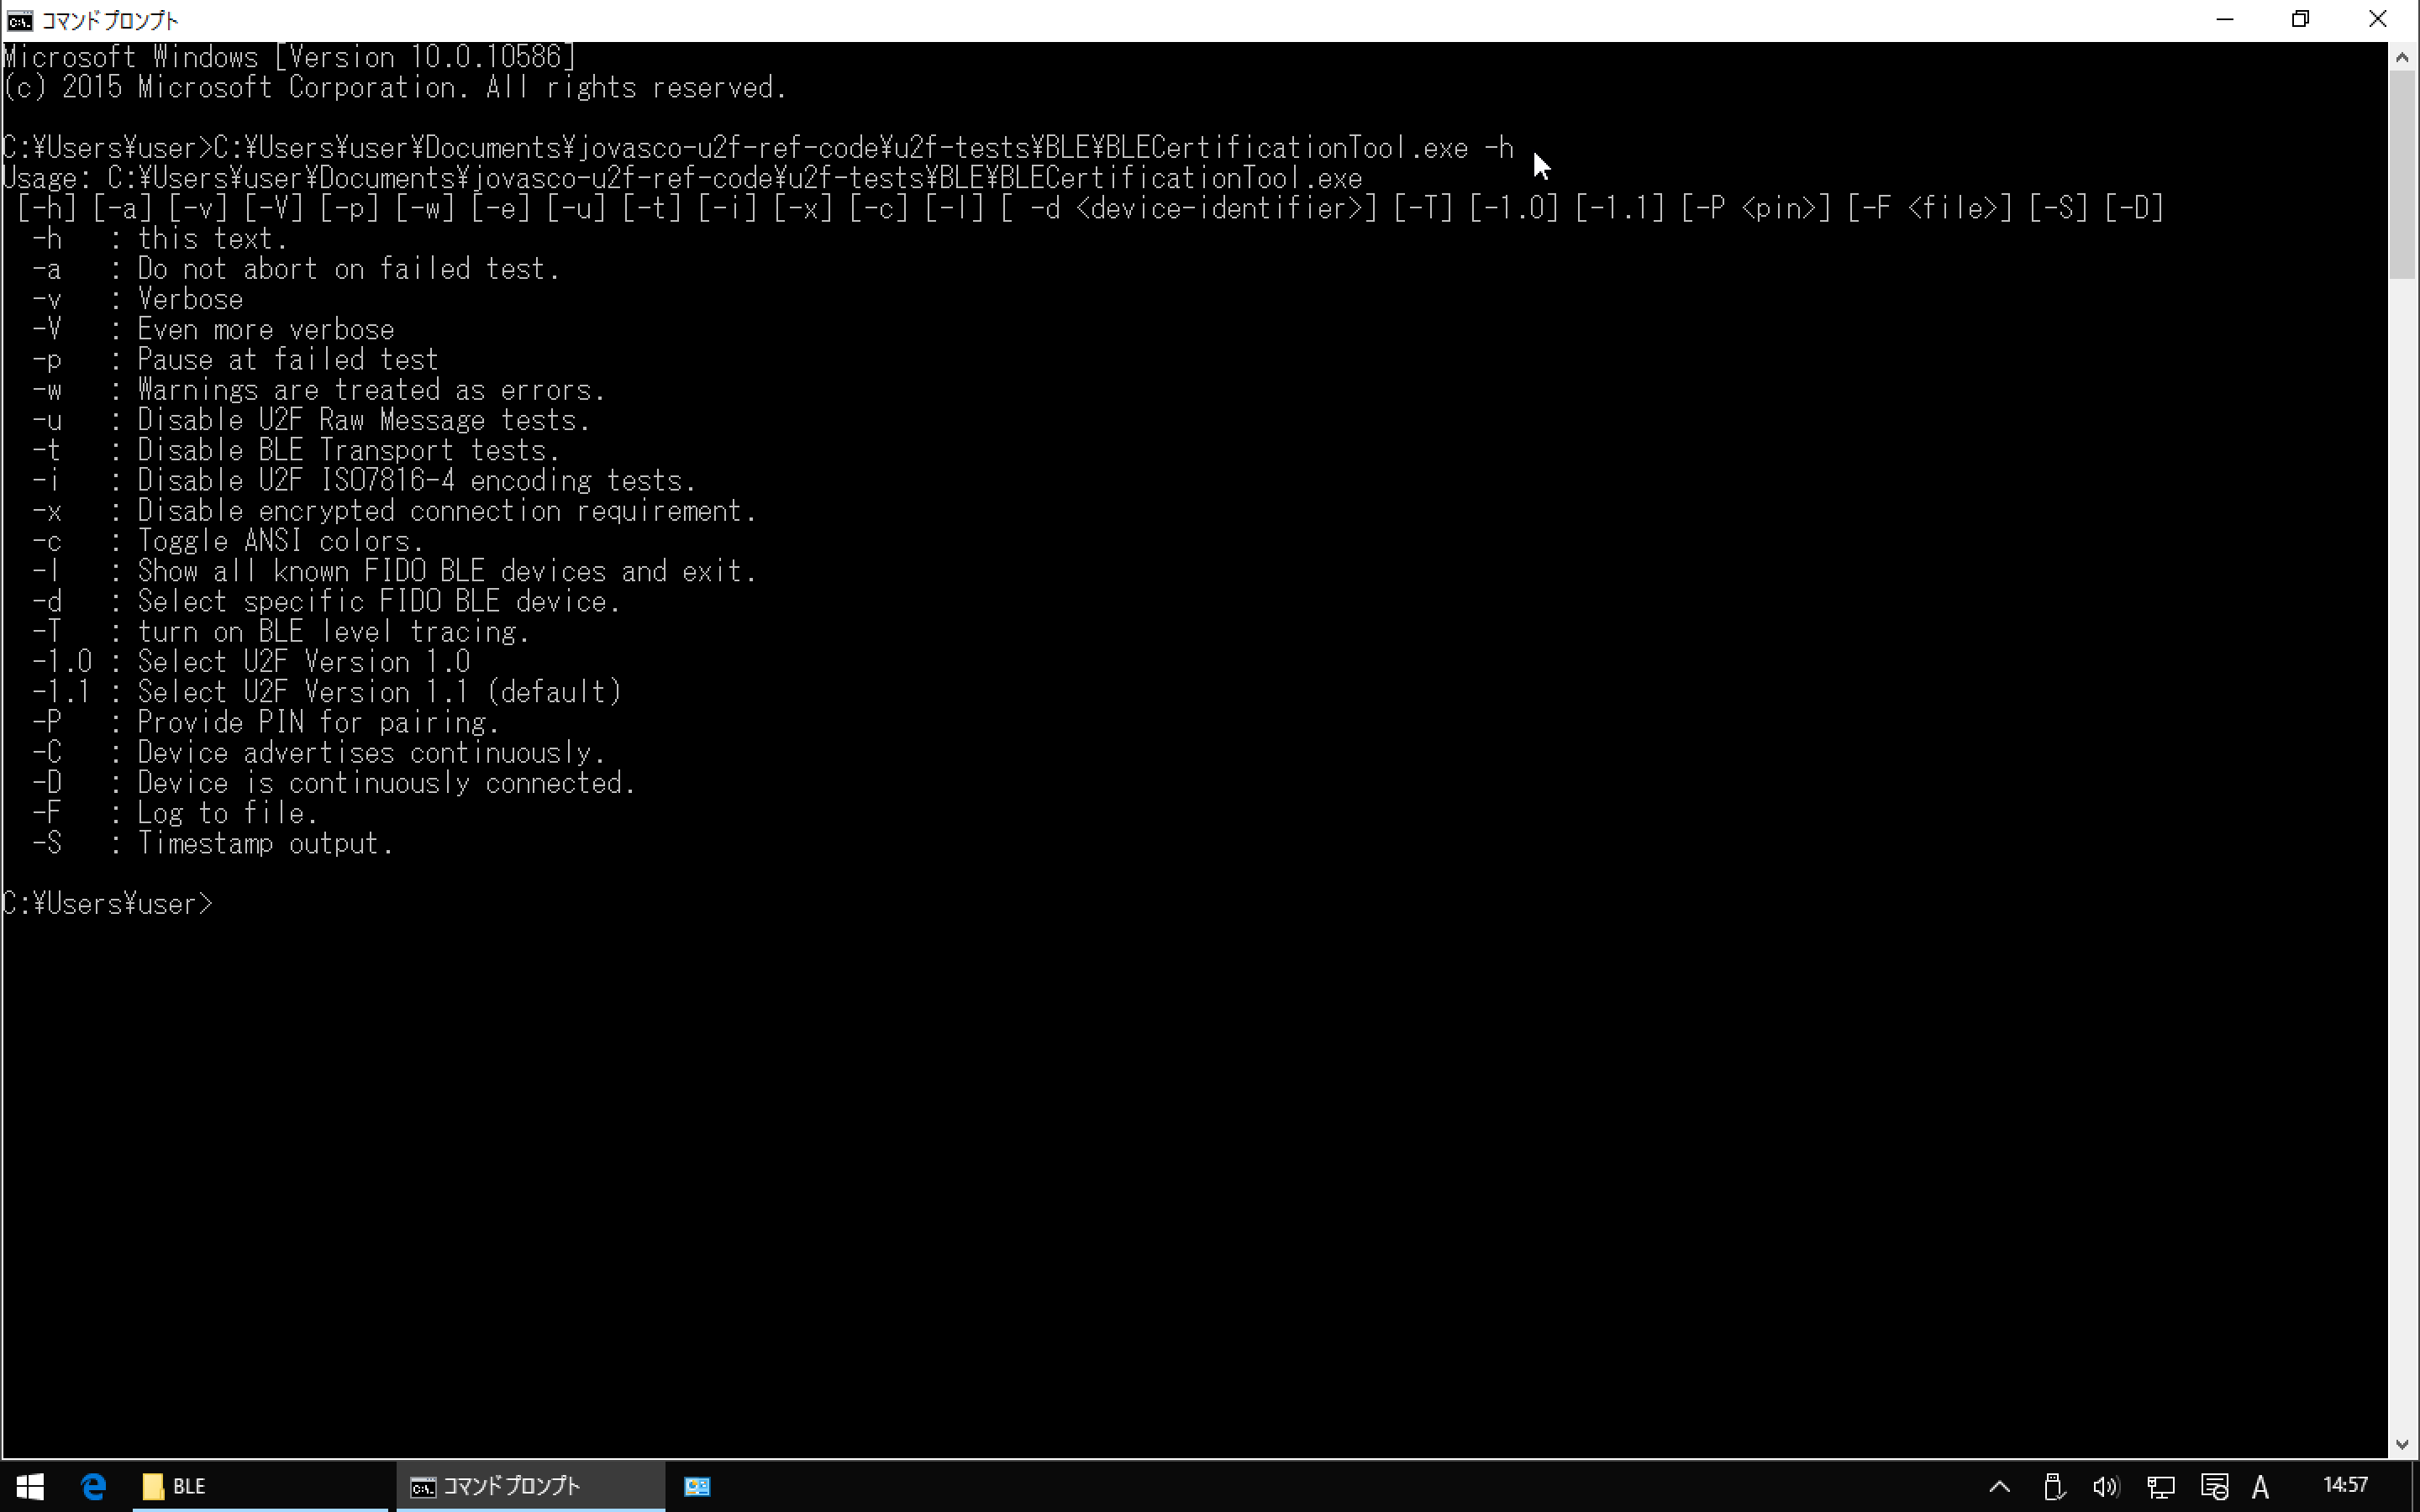 コマンド プロンプト
Microsoft Windows [Version 10.0.10586]
(c) 2015 Microsoft Corporation. All rights reserved.
C:¥Users¥user>C:¥Users¥user¥Documents¥jovasco-u2f-ref-code¥u2f-tests¥BLE¥BLECertificationTool.exe -h
Usage: C:¥Users¥user¥Documents¥jovasco-u2f-ref-code¥u2f-tests¥BLE¥BLECertificationTool.exe
[-h] [-a] [-v] [-V] [-p] [-w] [-e] [-u] [-t] [-i] [-x] [-c] [-l] [ -d <device-identifier>] [-T] [-1.0] [-1.1] [-P <pin>] [-F <file>] [-S] [-D]
-h : this text.
-a : Do not abort on failed test.
-v : Verbose
-V : Even more verbose
-p : Pause at failed test
-w : Warnings are treated as errors.
-u : Disable U2F Raw Message tests.
-t : Disable BLE Transport tests.
-i : Disable U2F ISO7816-4 encoding tests.
-x : Disable encrypted connection requirement.
-c : Toggle ANSI colors.
-l : Show all known FIDO BLE devices and exit.
-d : Select specific FIDO BLE device.
-T : turn on BLE level tracing.
-1.0 : Select U2F Version 1.0
-1.1 : Select U2F Version 1.1 (default)
-P : Provide PIN for pairing.
-C : Device advertises continuously.
-D : Device is continuously connected.
-F : Log to file.
-S : Timestamp output.
C:¥Users¥user>
BLE コマンド プロンプト A 14:57